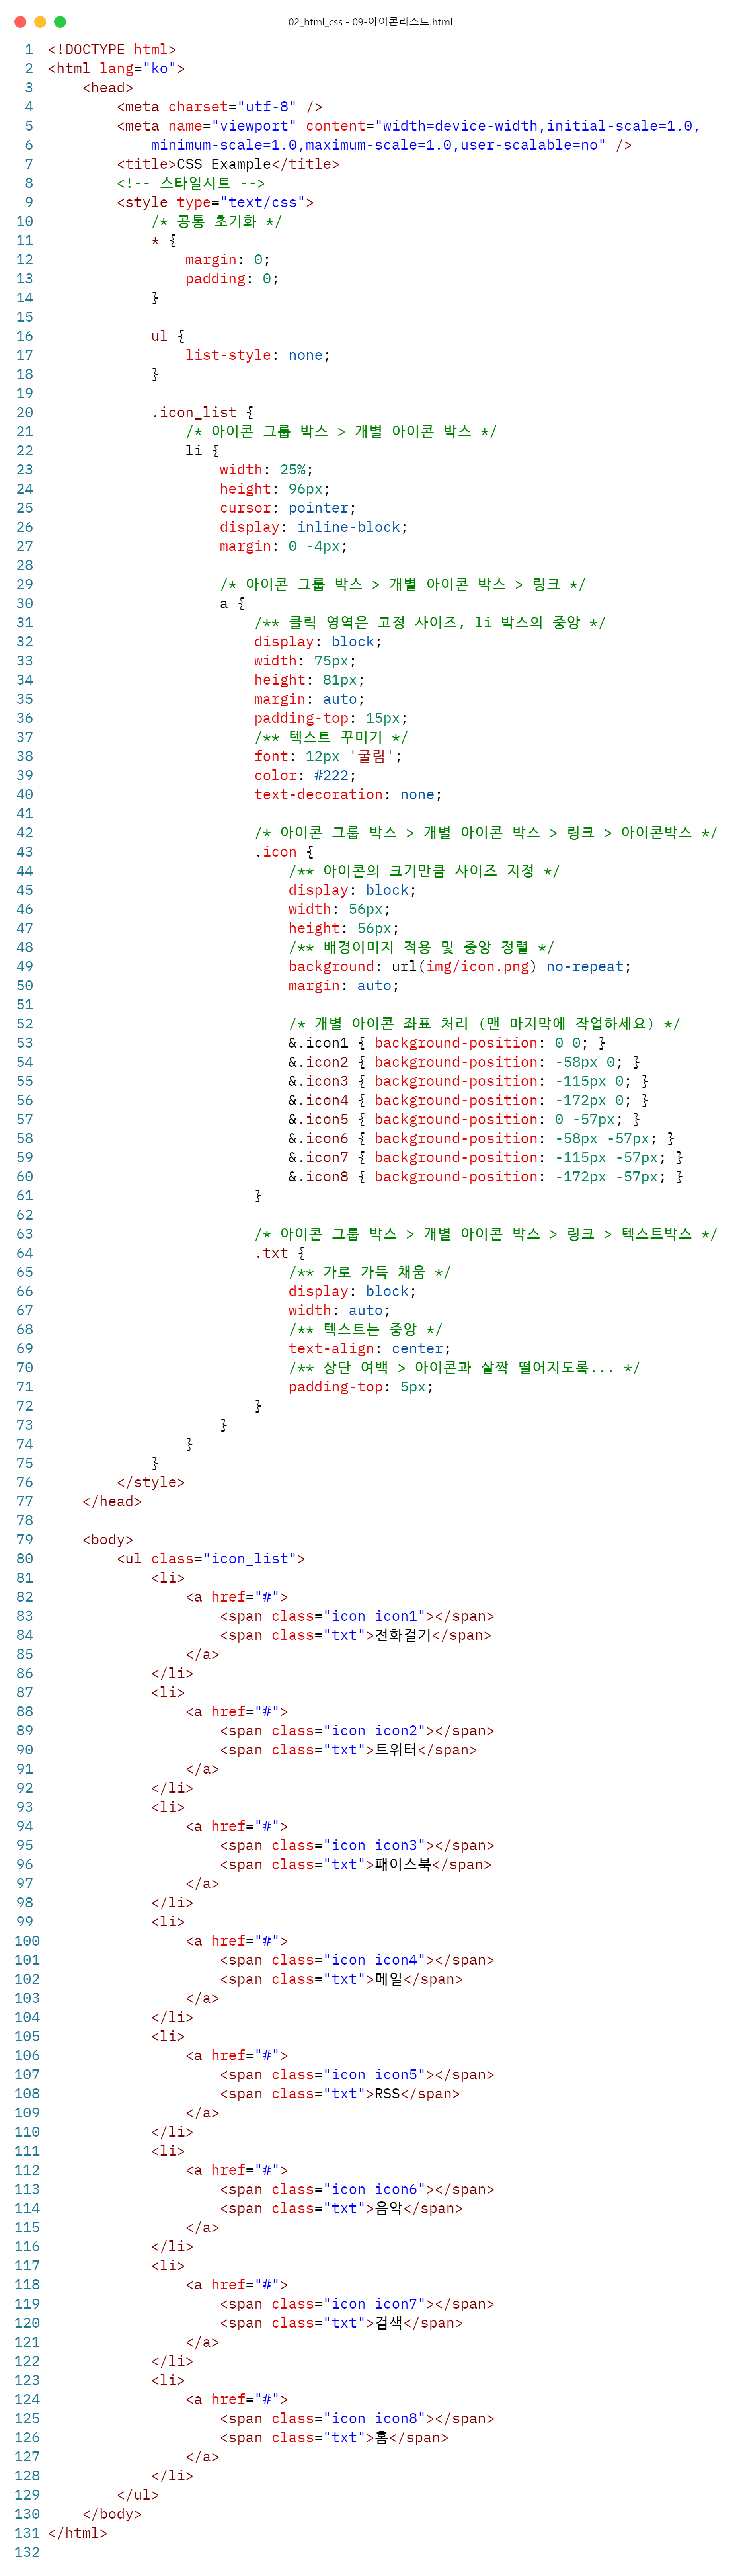 02_html_css - 09-아이콘리스트.html
1 <!DOCTYPE html>
2 <html lang="ko">
3     <head>
4         <meta charset="utf-8" />
5         <meta name="viewport" content="width=device-width,initial-scale=1.0,
6             minimum-scale=1.0,maximum-scale=1.0,user-scalable=no" />
7         <title>CSS Example</title>
8         <!-- 스타일시트 -->
9         <style type="text/css">
10             /* 공통 초기화 */
11             * {
12                 margin: 0;
13                 padding: 0;
14             }
15
16             ul {
17                 list-style: none;
18             }
19
20             .icon_list {
21                 /* 아이콘 그룹 박스 > 개별 아이콘 박스 */
22                 li {
23                     width: 25%;
24                     height: 96px;
25                     cursor: pointer;
26                     display: inline-block;
27                     margin: 0 -4px;
28
29                     /* 아이콘 그룹 박스 > 개별 아이콘 박스 > 링크 */
30                     a {
31                         /** 클릭 영역은 고정 사이즈, li 박스의 중앙 */
32                         display: block;
33                         width: 75px;
34                         height: 81px;
35                         margin: auto;
36                         padding-top: 15px;
37                         /** 텍스트 꾸미기 */
38                         font: 12px '굴림';
39                         color: #222;
40                         text-decoration: none;
41
42                         /* 아이콘 그룹 박스 > 개별 아이콘 박스 > 링크 > 아이콘박스 */
43                         .icon {
44                             /** 아이콘의 크기만큼 사이즈 지정 */
45                             display: block;
46                             width: 56px;
47                             height: 56px;
48                             /** 배경이미지 적용 및 중앙 정렬 */
49                             background: url(img/icon.png) no-repeat;
50                             margin: auto;
51
52                             /* 개별 아이콘 좌표 처리 (맨 마지막에 작업하세요) */
53                             &.icon1 { background-position: 0 0; }
54                             &.icon2 { background-position: -58px 0; }
55                             &.icon3 { background-position: -115px 0; }
56                             &.icon4 { background-position: -172px 0; }
57                             &.icon5 { background-position: 0 -57px; }
58                             &.icon6 { background-position: -58px -57px; }
59                             &.icon7 { background-position: -115px -57px; }
60                             &.icon8 { background-position: -172px -57px; }
61                         }
62
63                         /* 아이콘 그룹 박스 > 개별 아이콘 박스 > 링크 > 텍스트박스 */
64                         .txt {
65                             /** 가로 가득 채움 */
66                             display: block;
67                             width: auto;
68                             /** 텍스트는 중앙 */
69                             text-align: center;
70                             /** 상단 여백 > 아이콘과 살짝 떨어지도록... */
71                             padding-top: 5px;
72                         }
73                     }
74                 }
75             }
76         </style>
77     </head>
78
79     <body>
80         <ul class="icon_list">
81             <li>
82                 <a href="#">
83                     <span class="icon icon1"></span>
84                     <span class="txt">전화걸기</span>
85                 </a>
86             </li>
87             <li>
88                 <a href="#">
89                     <span class="icon icon2"></span>
90                     <span class="txt">트위터</span>
91                 </a>
92             </li>
93             <li>
94                 <a href="#">
95                     <span class="icon icon3"></span>
96                     <span class="txt">패이스북</span>
97                 </a>
98             </li>
99             <li>
100                 <a href="#">
101                     <span class="icon icon4"></span>
102                     <span class="txt">메일</span>
103                 </a>
104             </li>
105             <li>
106                 <a href="#">
107                     <span class="icon icon5"></span>
108                     <span class="txt">RSS</span>
109                 </a>
110             </li>
111             <li>
112                 <a href="#">
113                     <span class="icon icon6"></span>
114                     <span class="txt">음악</span>
115                 </a>
116             </li>
117             <li>
118                 <a href="#">
119                     <span class="icon icon7"></span>
120                     <span class="txt">검색</span>
121                 </a>
122             </li>
123             <li>
124                 <a href="#">
125                     <span class="icon icon8"></span>
126                     <span class="txt">홈</span>
127                 </a>
128             </li>
129         </ul>
130     </body>
131 </html>
132